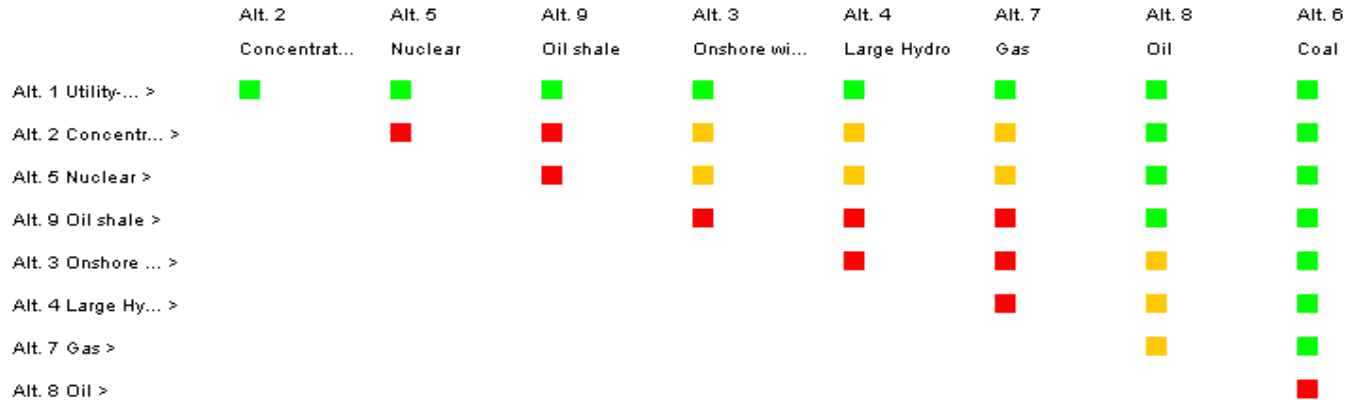 Alt. 2 Alt. 5 Alt. 9 Alt. 3 Alt. 4 Alt. 7 Alt. 8 Alt. 6
Concentrat... Nuclear Oil shale Onshore wi... Large Hydro Gas Oil Coal
Alt. 1 Utility-... >
Alt. 2 Concentr... >
Alt. 5 Nuclear >
Alt. 9 Oil shale >
Alt. 3 Onshore ... >
Alt. 4 Large Hy... >
Alt. 7 Gas >
Alt. 8 Oil >